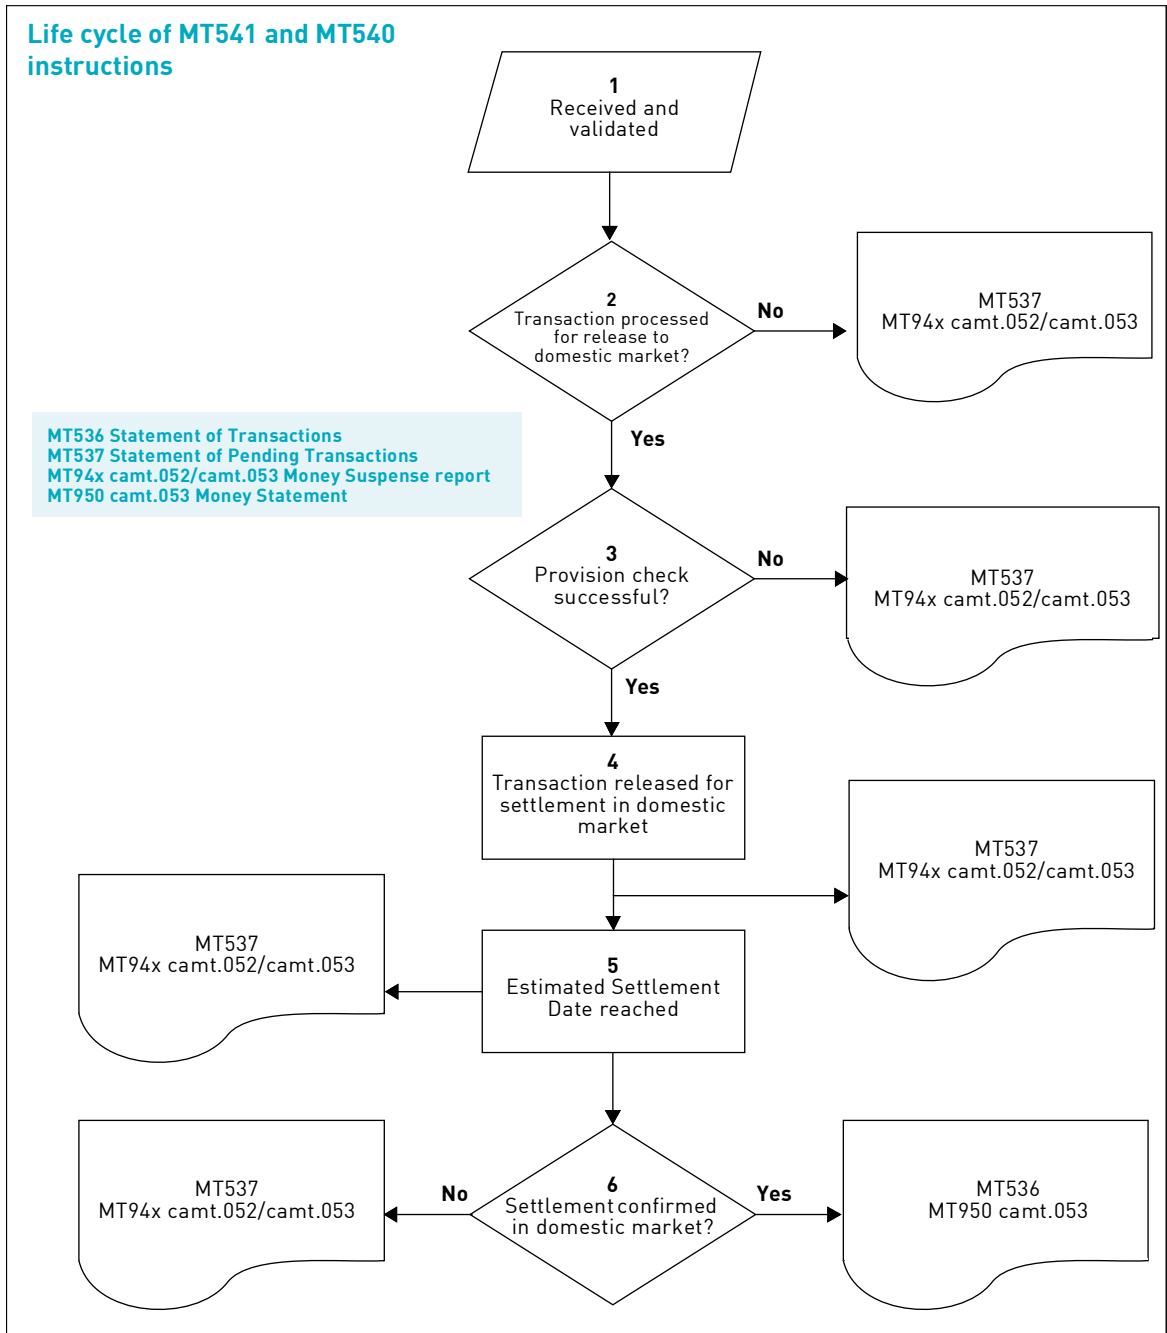 Life cycle of MT541 and MT540
instructions
1
Received and
validated
2
Transaction processed
for release to
domestic market?
No
MT537
MT94x camt.052/camt.053
Yes
MT536 Statement of Transactions
MT537 Statement of Pending Transactions
MT94x camt.052/camt.053 Money Suspense report
MT950 camt.053 Money Statement
3
Provision check
successful?
No
MT537
MT94x camt.052/camt.053
Yes
4
Transaction released for
settlement in domestic
market
MT537
MT94x camt.052/camt.053
5
Estimated Settlement
Date reached
MT537
MT94x camt.052/camt.053
6
Settlement confirmed
in domestic market?
No
MT537
MT94x camt.052/camt.053
Yes
MT536
MT950 camt.053